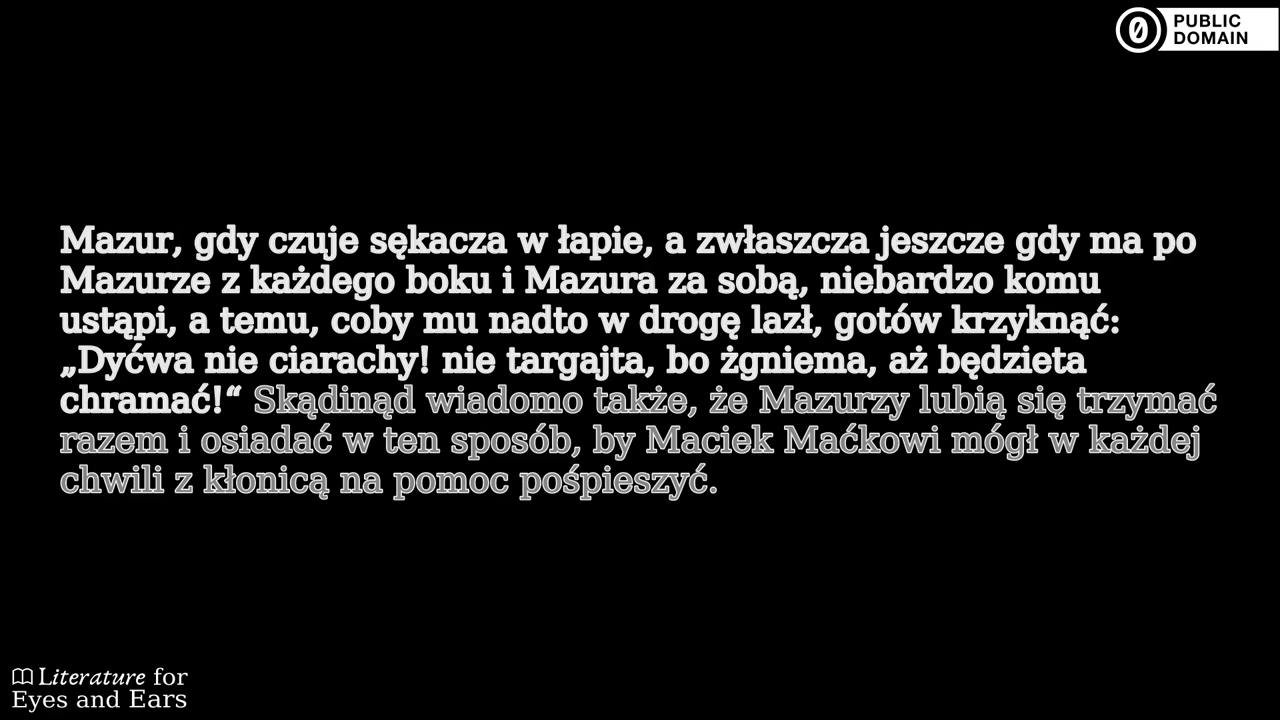 PUBLIC
DOMAIN
Mazur, gdy czuje sękacza w łapie, a zwłaszcza jeszcze gdy ma po
Mazurze z każdego boku i Mazura za sobą, niebardzo komu
ustąpi, a temu, coby mu nadto w drogę lazł, gotów krzyknąć:
„Dyćwa nie ciarachy! nie targajta, bo żgniema, aż będzieta
chramać!“ Skądinąd wiadomo także, że Mazurzy lubią się trzymać
razem i osiadać w ten sposób, by Maciek Maćkowi mógł w każdej
chwili z kłonicą na pomoc pośpieszyć.
Literature for
Eyes and Ears